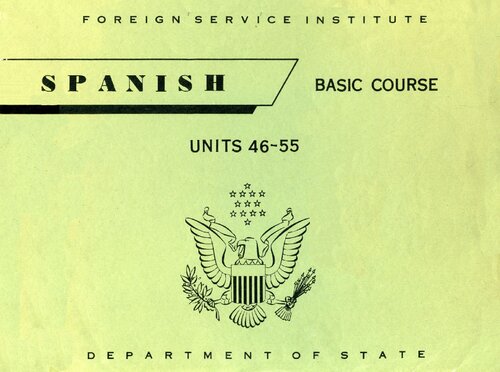 FOREIGN SERVICE INSTITUTE
SPANISH BASIC COURSE
UNITS 46-55
DEPARTMENT OF STATE